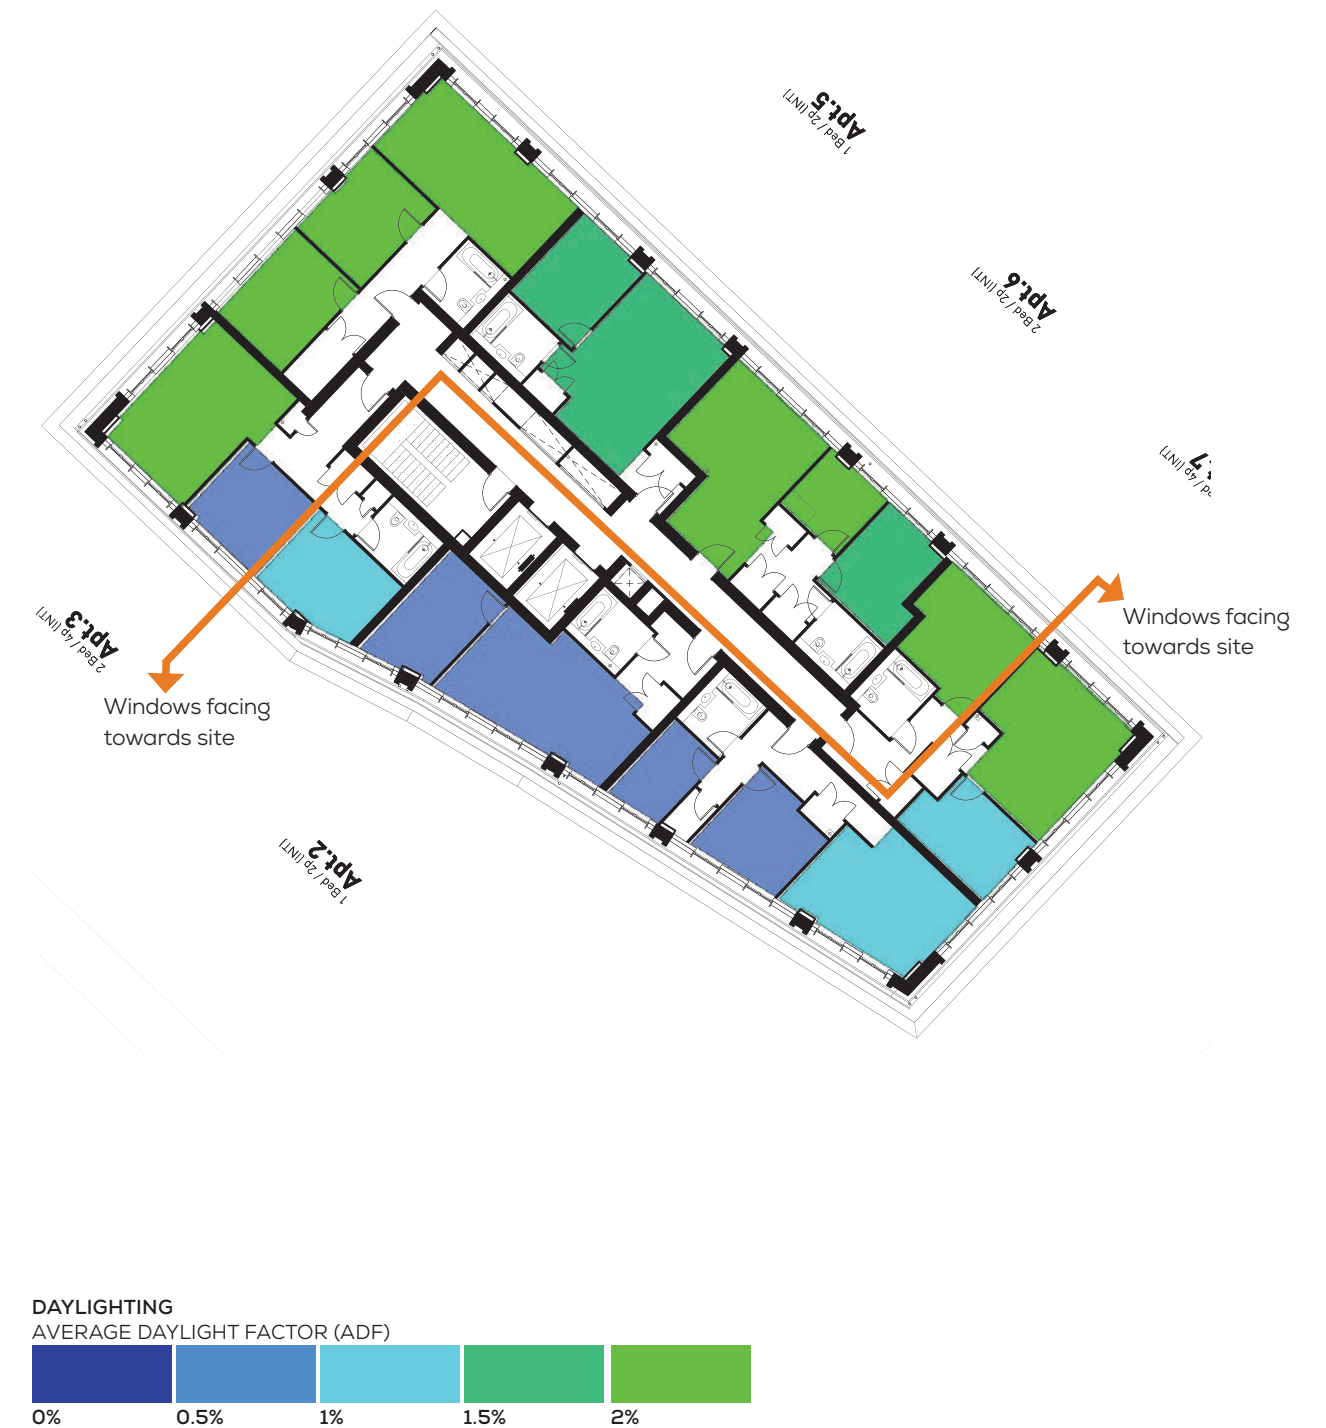 Apt.5
1 Bed / 2p (INT)
Apt.6
2 Bed / 2p (INT)
/ 4p (INT)
Windows facing
towards site
Apt.3
2 Bed / 4p (INT)
Windows facing
towards site
Apt.2
1 Bed / 2p (INT)
DAYLIGHTING
AVERAGE DAYLIGHT FACTOR (ADF)
0% 0.5% 1% 1.5% 2%